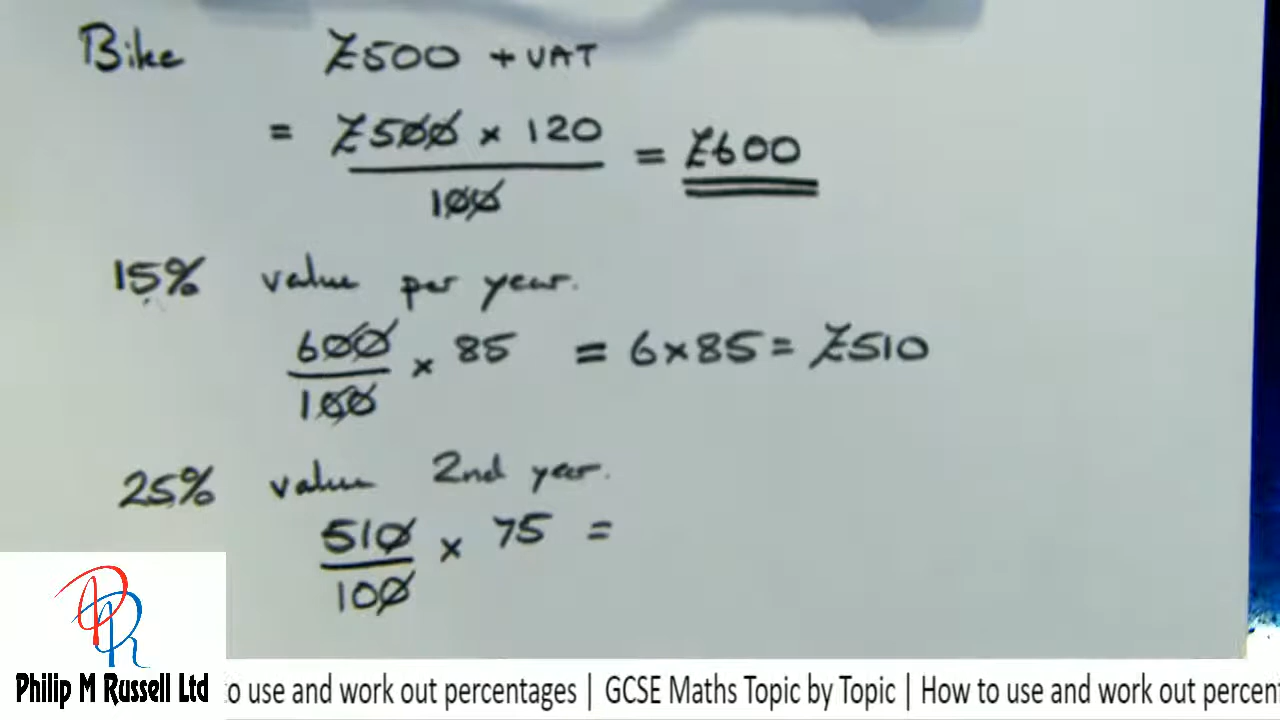 Bike £500 + VAT
= £500 × 120 = £600
100
15% value per year.
600 × 85 = 6×85 = £510
100
25% value 2nd year.
510 × 75 =
100
Philip M Russell Ltd
to use and work out percentages | GCSE Maths Topic by Topic | How to use and work out percent